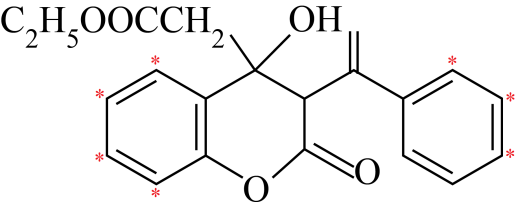 C₂H₅OOCCH₂ OH
* * * *
* * * *
O O